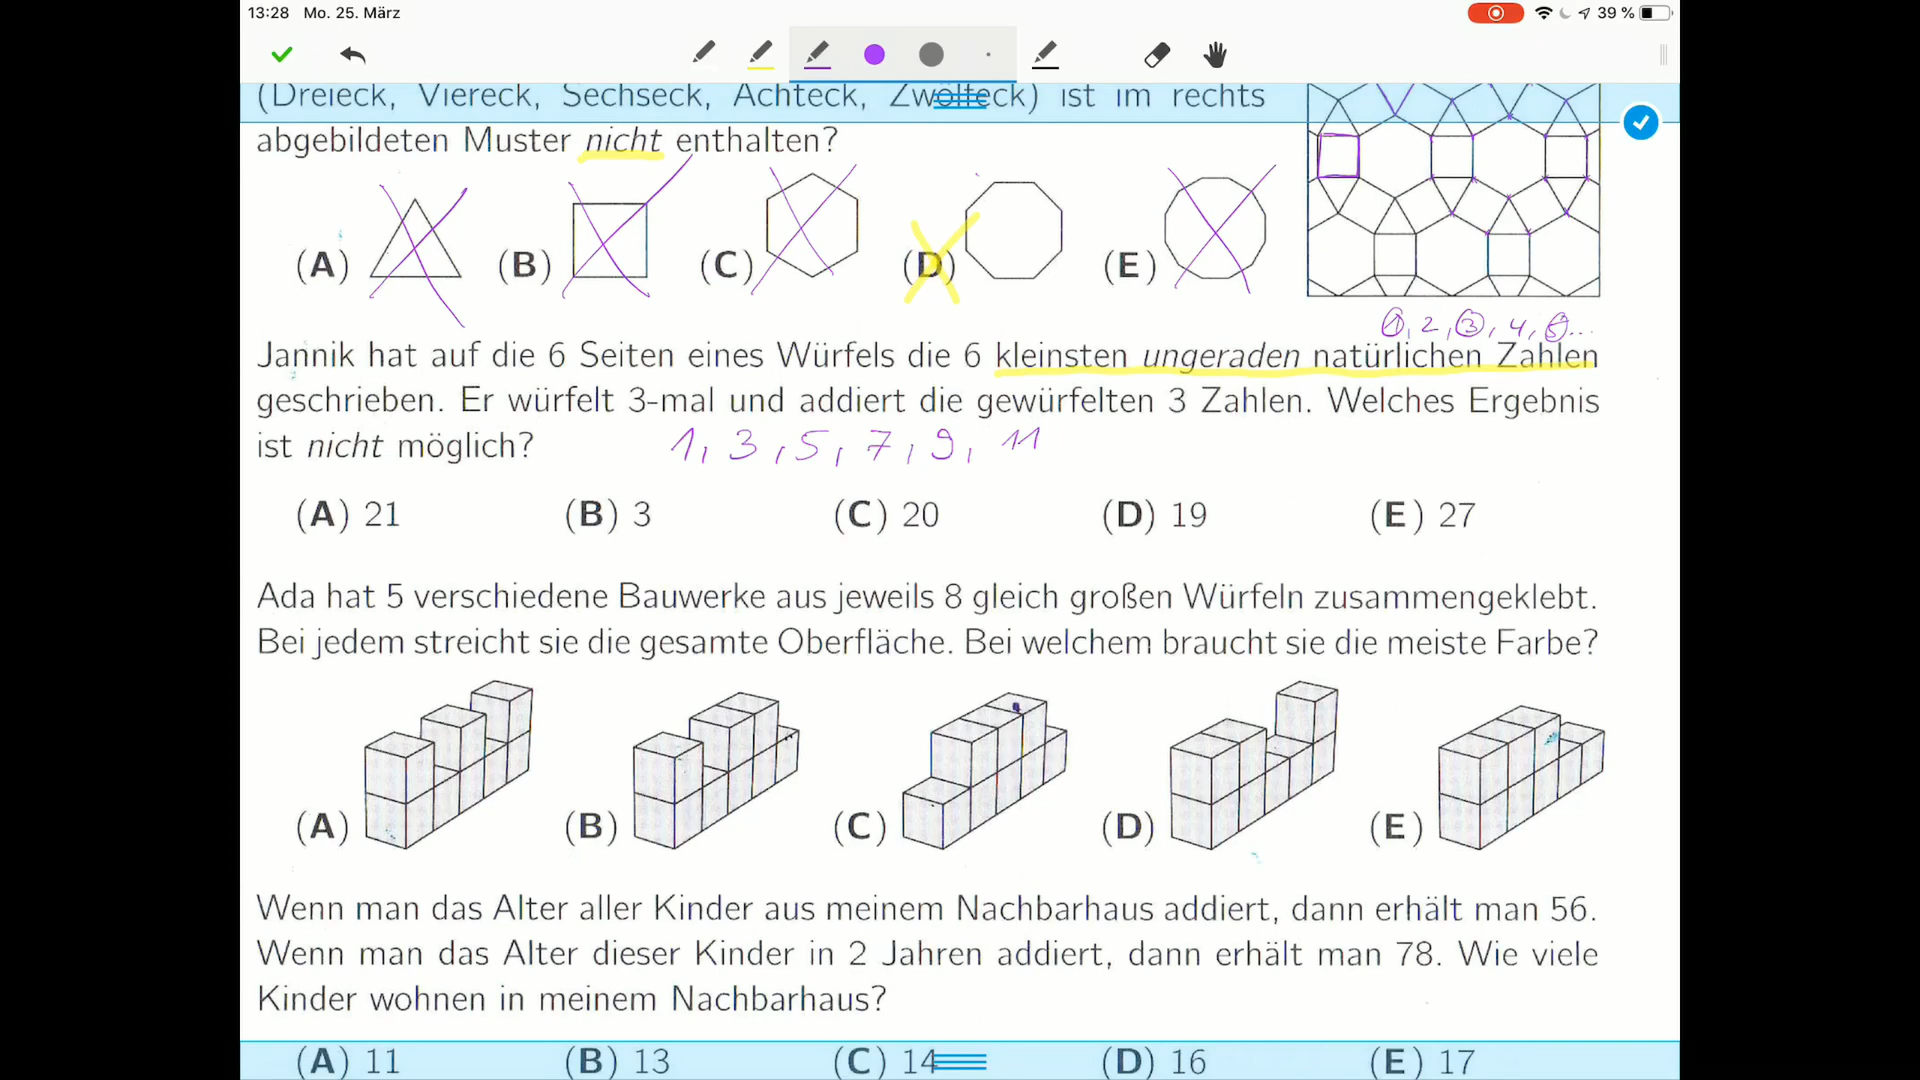 13:28 Mo. 25. März 39 %
(Dreieck, Viereck, Sechseck, Achteck, Zwölfeck) ist im rechts
abgebildeten Muster nicht enthalten?
(A) (B) (C) (D) (E)
1, 2, 3, 4, 5...
Jannik hat auf die 6 Seiten eines Würfels die 6 kleinsten ungeraden natürlichen Zahlen
geschrieben. Er würfelt 3-mal und addiert die gewürfelten 3 Zahlen. Welches Ergebnis
ist nicht möglich? 1, 3, 5, 7, 9, 11
(A) 21 (B) 3 (C) 20 (D) 19 (E) 27
Ada hat 5 verschiedene Bauwerke aus jeweils 8 gleich großen Würfeln zusammengeklebt.
Bei jedem streicht sie die gesamte Oberfläche. Bei welchem braucht sie die meiste Farbe?
(A) (B) (C) (D) (E)
Wenn man das Alter aller Kinder aus meinem Nachbarhaus addiert, dann erhält man 56.
Wenn man das Alter dieser Kinder in 2 Jahren addiert, dann erhält man 78. Wie viele
Kinder wohnen in meinem Nachbarhaus?
(A) 11 (B) 13 (C) 14 (D) 16 (E) 17